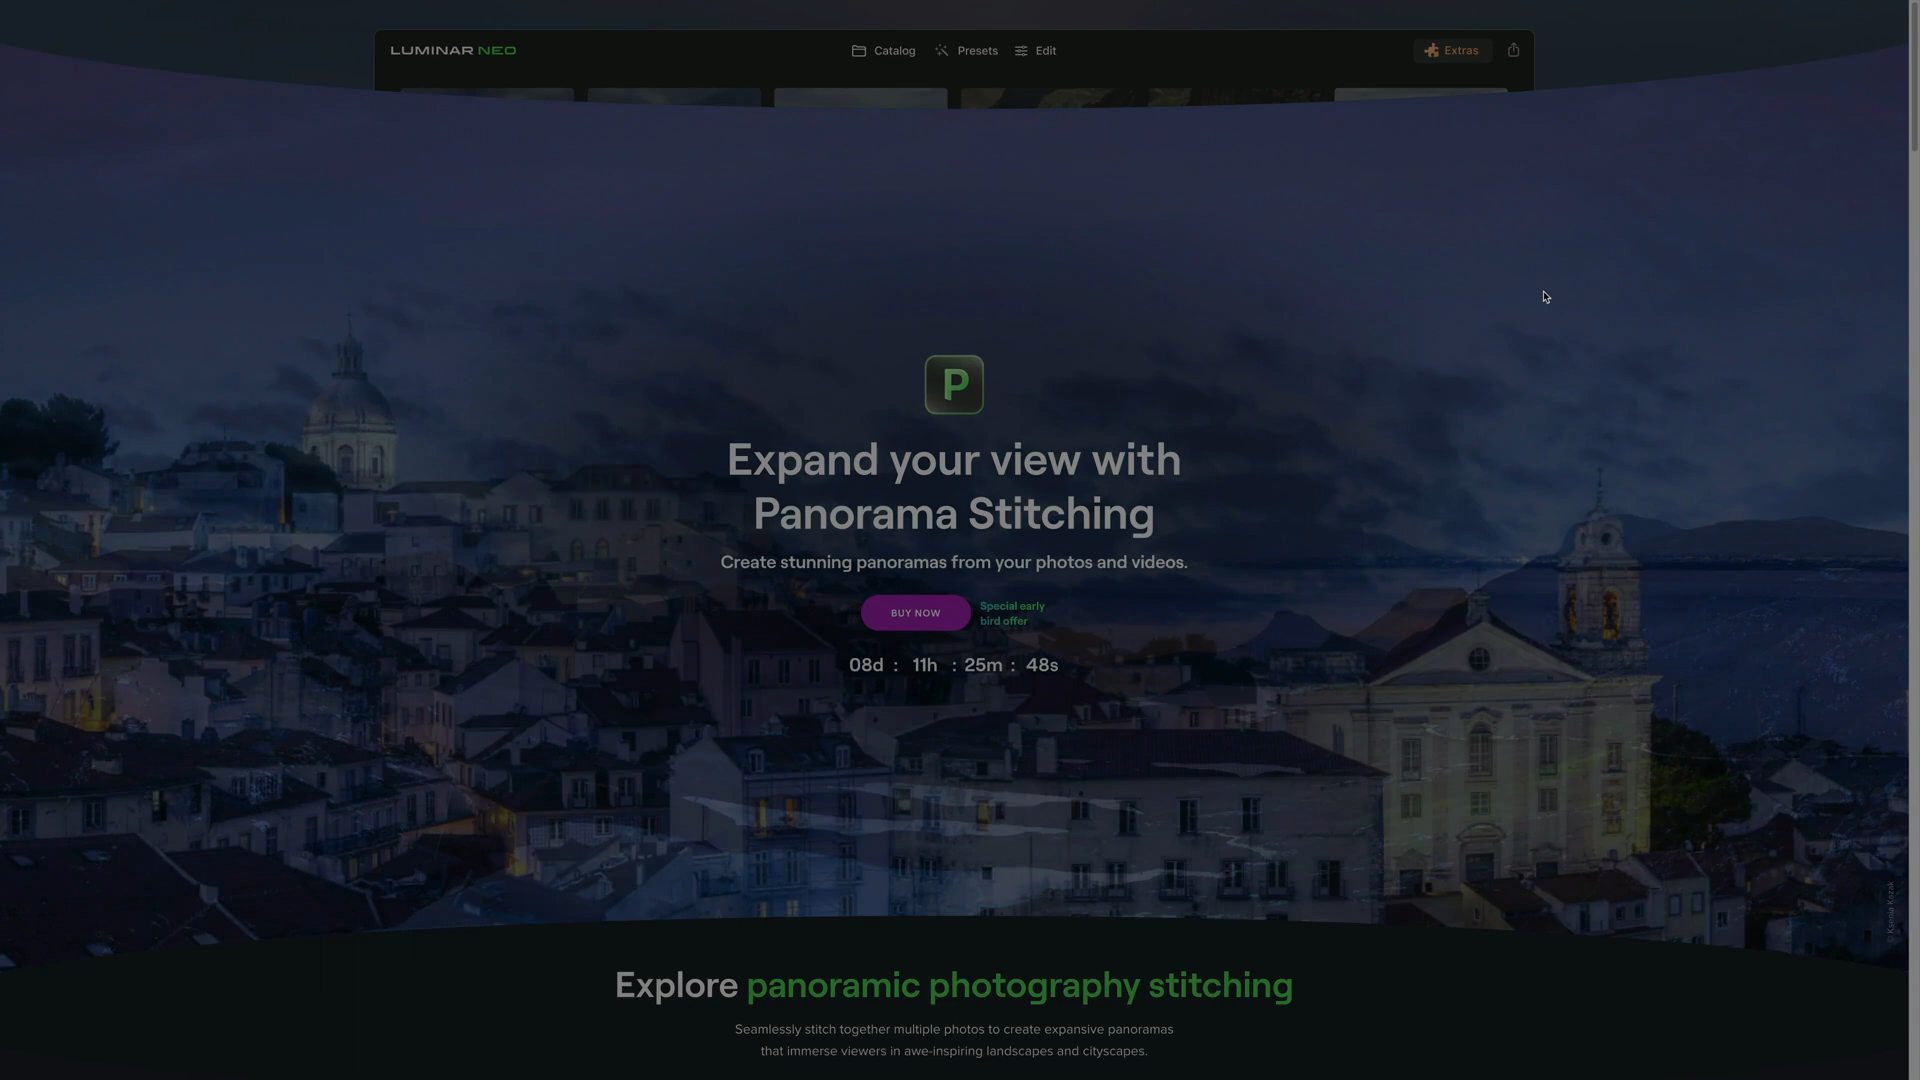 LUMINAR NEO
Catalog
Presets
Edit
Extras
P
Expand your view with
Panorama Stitching
Create stunning panoramas from your photos and videos.
BUY NOW
Special early
bird offer
08d : 11h : 25m : 48s
© Ksenia Kazak
Explore panoramic photography stitching
Seamlessly stitch together multiple photos to create expansive panoramas
that immerse viewers in awe-inspiring landscapes and cityscapes.